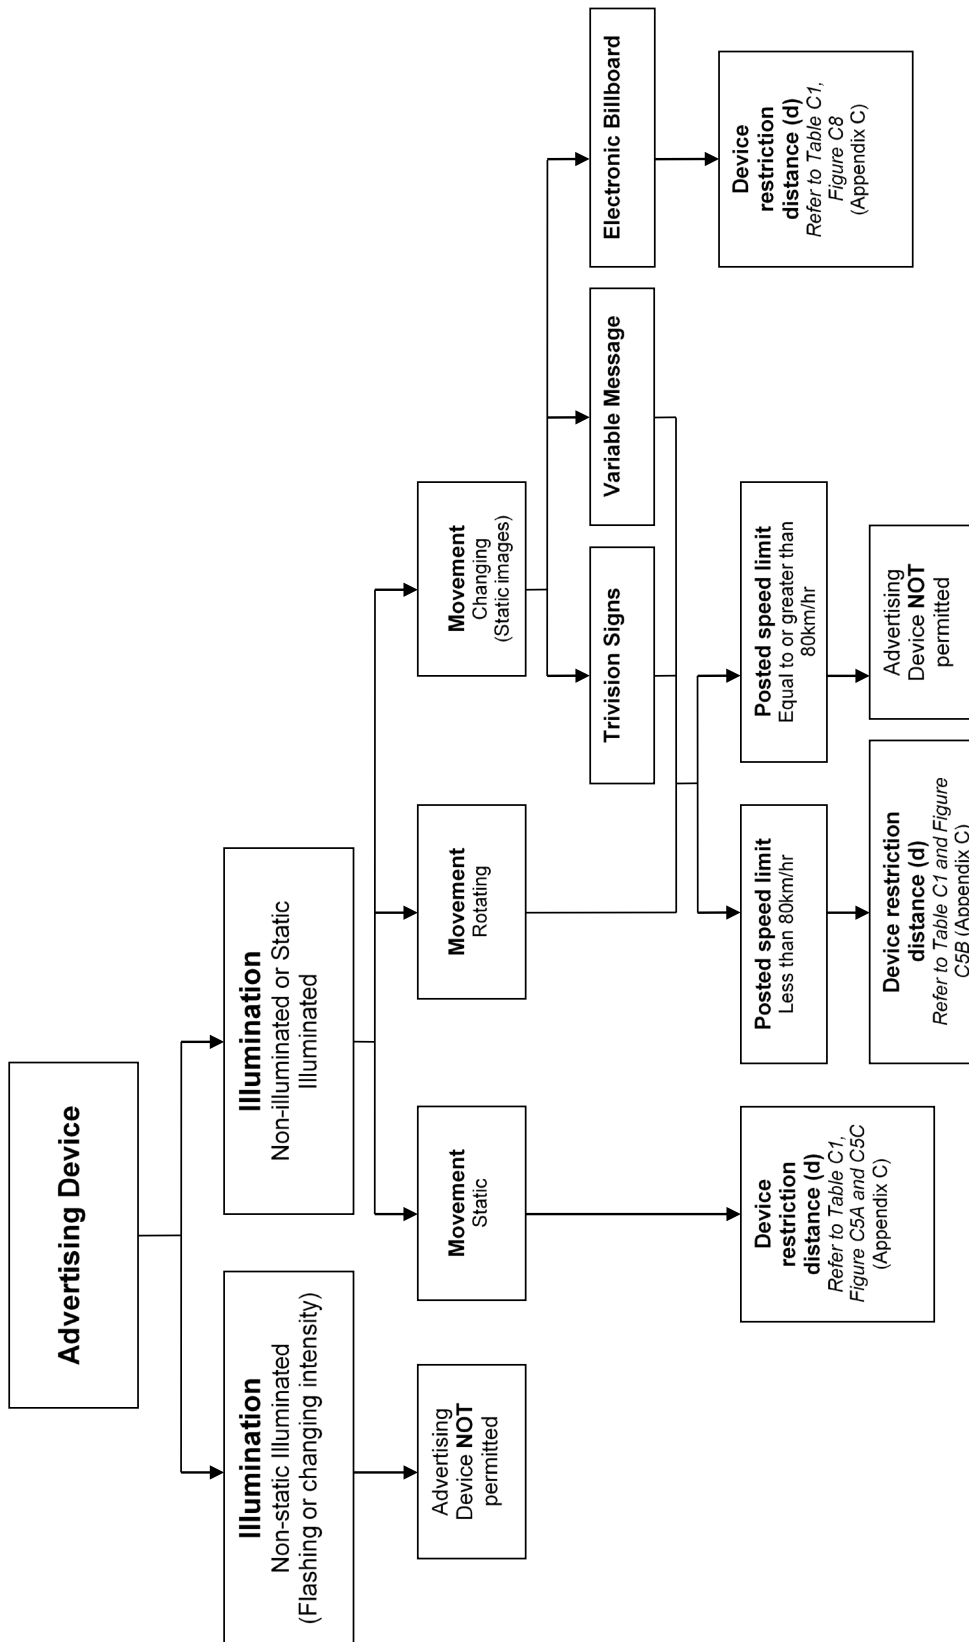 Advertising Device
Illumination
Non-static Illuminated
(Flashing or changing intensity)
Illumination
Non-illuminated or Static
Illuminated
Advertising
Device NOT
permitted
Movement
Static
Movement
Rotating
Movement
Changing
(Static images)
Trivision Signs
Variable Message
Electronic Billboard
Device
restriction
distance (d)
Refer to Table C1,
Figure C5A and C5C
(Appendix C)
Posted speed limit
Less than 80km/hr
Posted speed limit
Equal to or greater than
80km/hr
Device
restriction
distance (d)
Refer to Table C1,
Figure C8
(Appendix C)
Device restriction
distance (d)
Refer to Table C1 and Figure
C5B (Appendix C)
Advertising
Device NOT
permitted